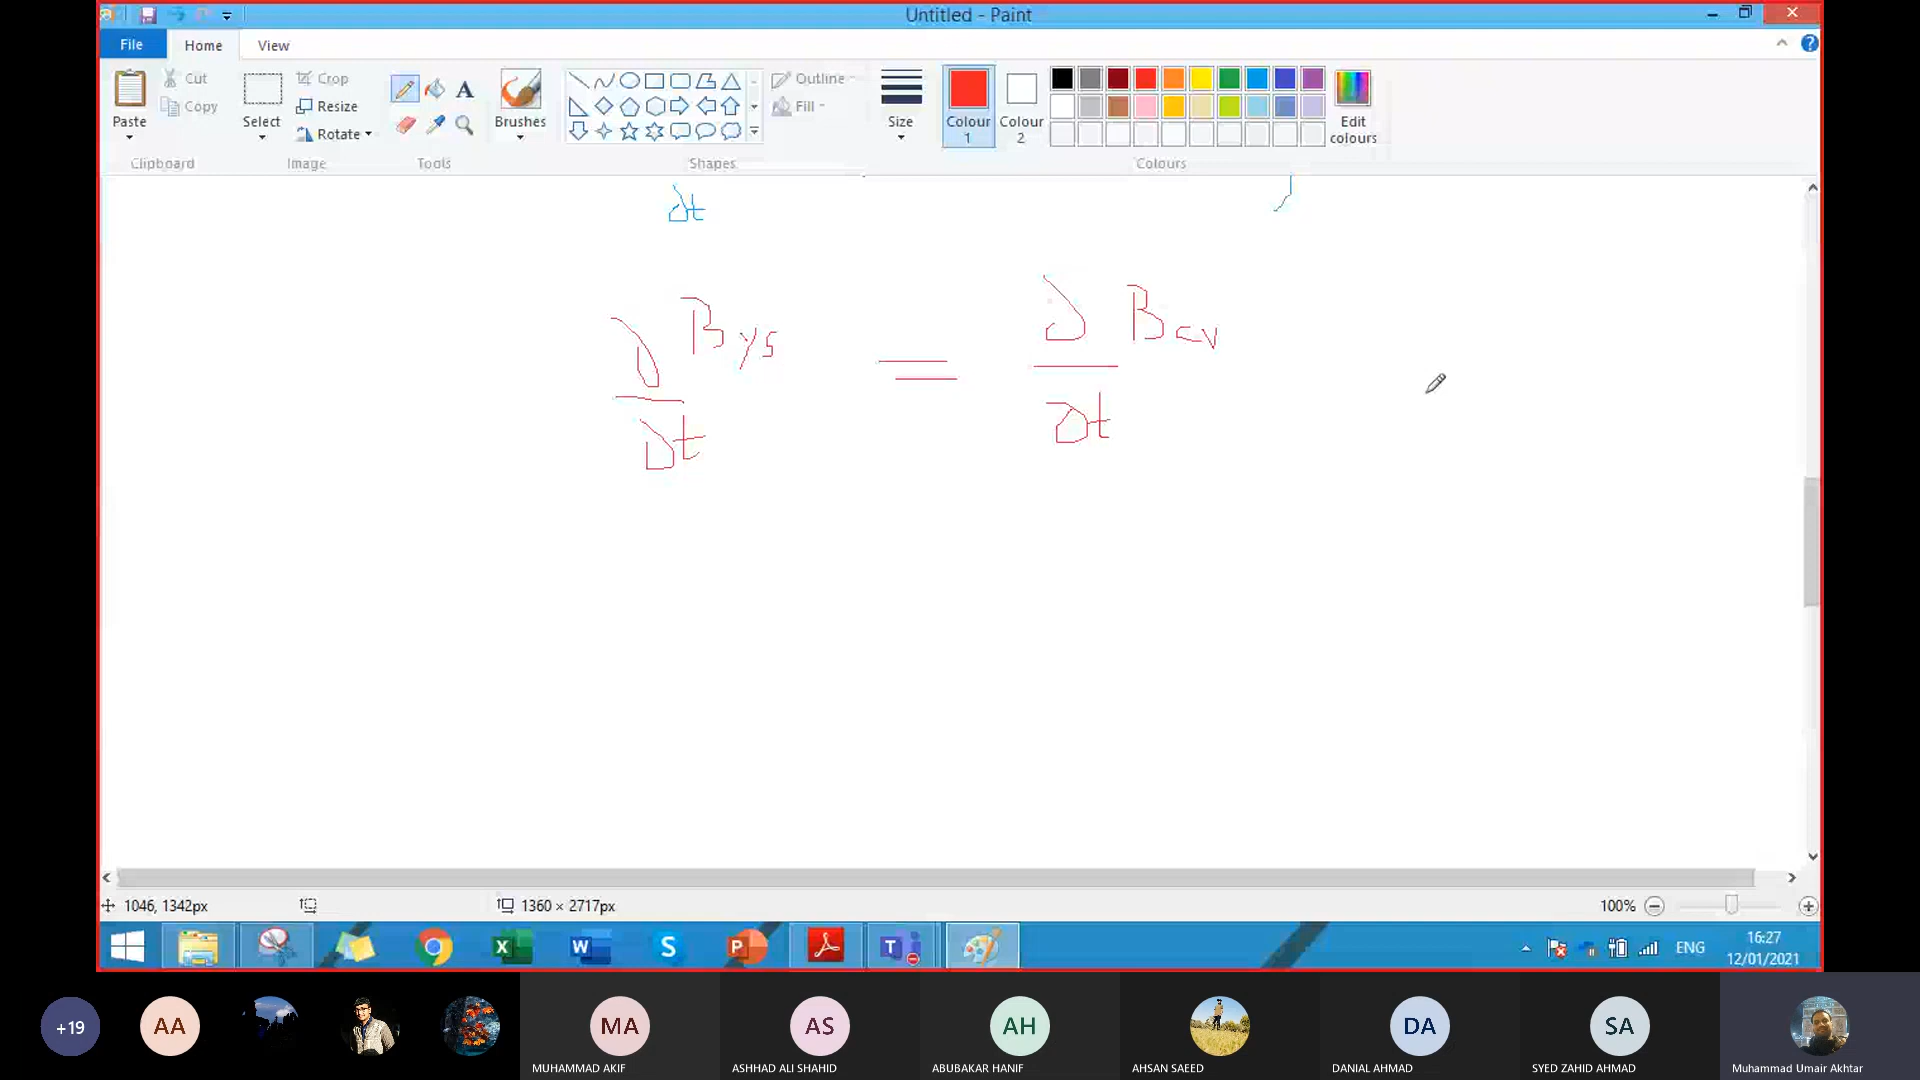 Untitled - Paint
File Home View
Paste
Cut
Copy
Clipboard
Select
Crop
Resize
Rotate
Image
A
Tools
Brushes
Outline
Fill
Shapes
Size
Colour 1
Colour 2
Edit colours
Colours
∂t
∂ Bys = ∂ Bcv
∂t ∂t
1046, 1342px
1360 × 2717px
100%
ENG
16:27
12/01/2021
+19
AA
MA
MUHAMMAD AKIF
AS
ASHHAD ALI SHAHID
AH
ABUBAKAR HANIF
AHSAN SAEED
DA
DANIAL AHMAD
SA
SYED ZAHID AHMAD
Muhammad Umair Akhtar